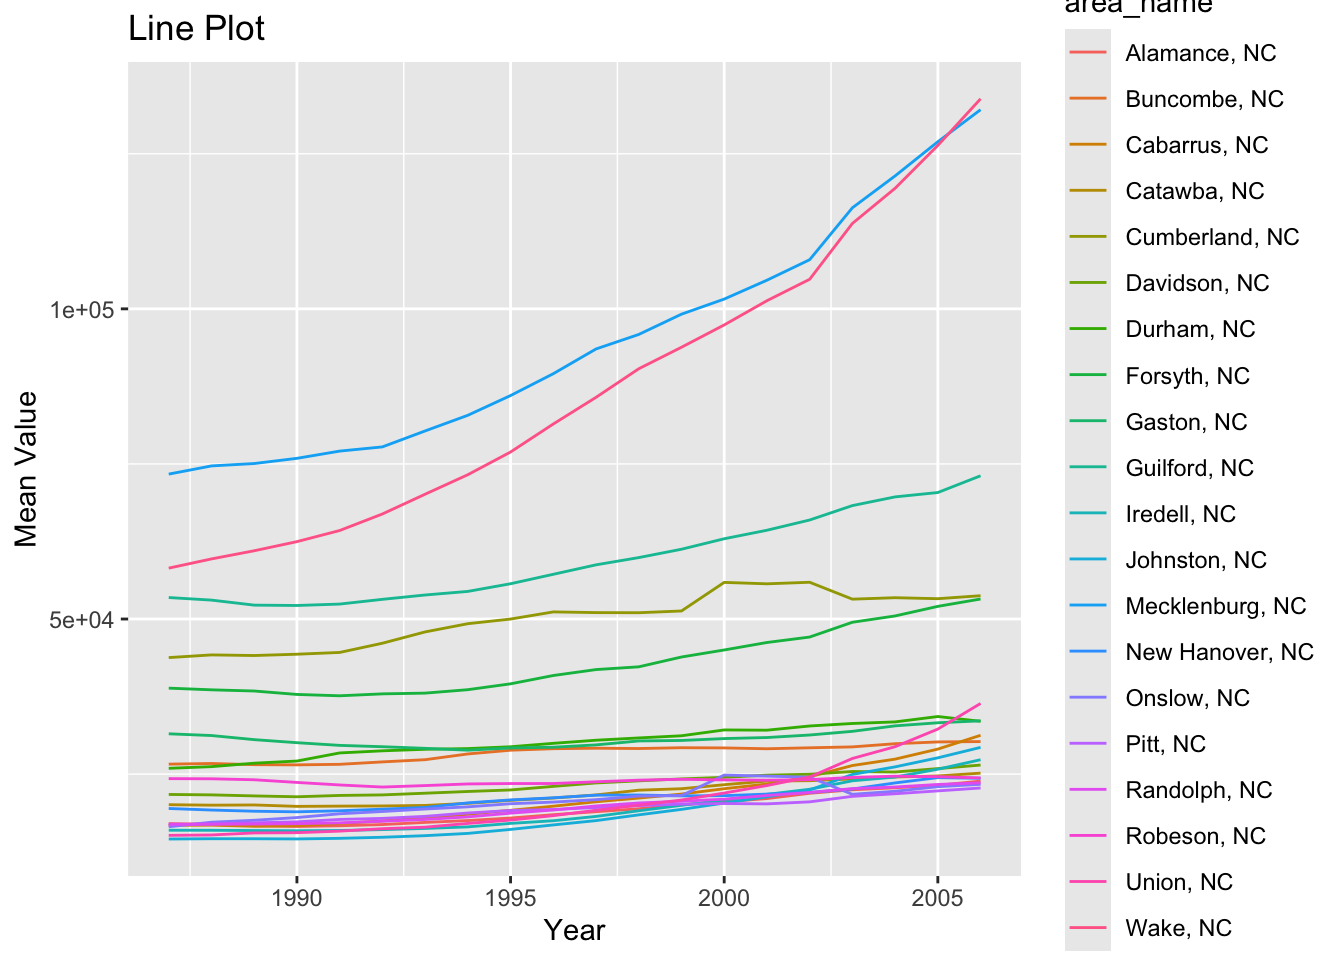 Line Plot
Mean Value
1e+05
5e+04
1990
1995
2000
2005
Year
area_name
Alamance, NC
Buncombe, NC
Cabarrus, NC
Catawba, NC
Cumberland, NC
Davidson, NC
Durham, NC
Forsyth, NC
Gaston, NC
Guilford, NC
Iredell, NC
Johnston, NC
Mecklenburg, NC
New Hanover, NC
Onslow, NC
Pitt, NC
Randolph, NC
Robeson, NC
Union, NC
Wake, NC